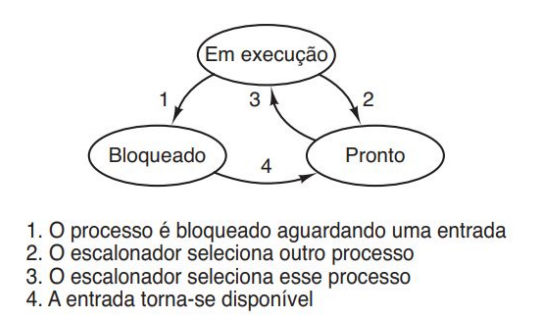 Em execução
1
3
2
Bloqueado
4
Pronto
1. O processo é bloqueado aguardando uma entrada
2. O escalonador seleciona outro processo
3. O escalonador seleciona esse processo
4. A entrada torna-se disponível